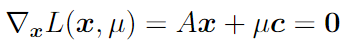 ∇ₓL(x, μ) = Ax + μc = 0